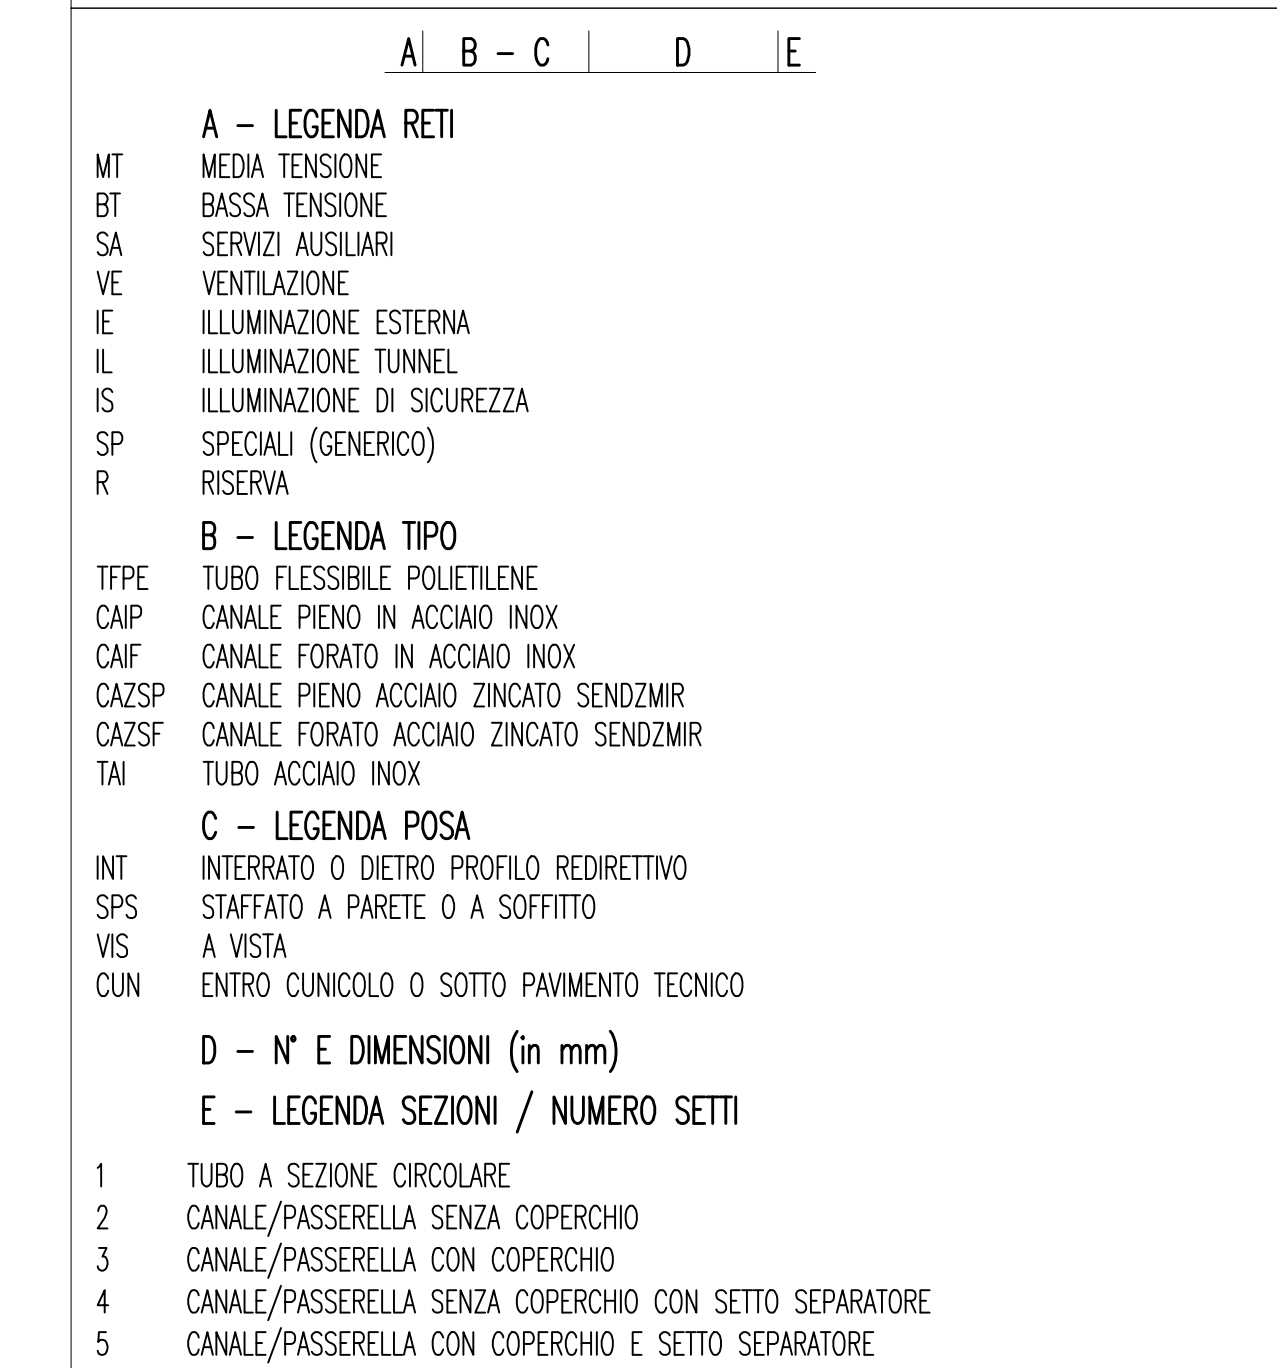 A B - C D E
A - LEGENDA RETI
MT MEDIA TENSIONE
BT BASSA TENSIONE
SA SERVIZI AUSILIARI
VE VENTILAZIONE
IE ILLUMINAZIONE ESTERNA
IL ILLUMINAZIONE TUNNEL
IS ILLUMINAZIONE DI SICUREZZA
SP SPECIALI (GENERICO)
R RISERVA
B - LEGENDA TIPO
TFPE TUBO FLESSIBILE POLIETILENE
CAIP CANALE PIENO IN ACCIAIO INOX
CAIF CANALE FORATO IN ACCIAIO INOX
CAZSP CANALE PIENO ACCIAIO ZINCATO SENDZMIR
CAZSF CANALE FORATO ACCIAIO ZINCATO SENDZMIR
TAI TUBO ACCIAIO INOX
C - LEGENDA POSA
INT INTERRATO O DIETRO PROFILO REDIRETTIVO
SPS STAFFATO A PARETE O A SOFFITTO
VIS A VISTA
CUN ENTRO CUNICOLO O SOTTO PAVIMENTO TECNICO
D - N° E DIMENSIONI (in mm)
E - LEGENDA SEZIONI / NUMERO SETTI
1 TUBO A SEZIONE CIRCOLARE
2 CANALE/PASSERELLA SENZA COPERCHIO
3 CANALE/PASSERELLA CON COPERCHIO
4 CANALE/PASSERELLA SENZA COPERCHIO CON SETTO SEPARATORE
5 CANALE/PASSERELLA CON COPERCHIO E SETTO SEPARATORE